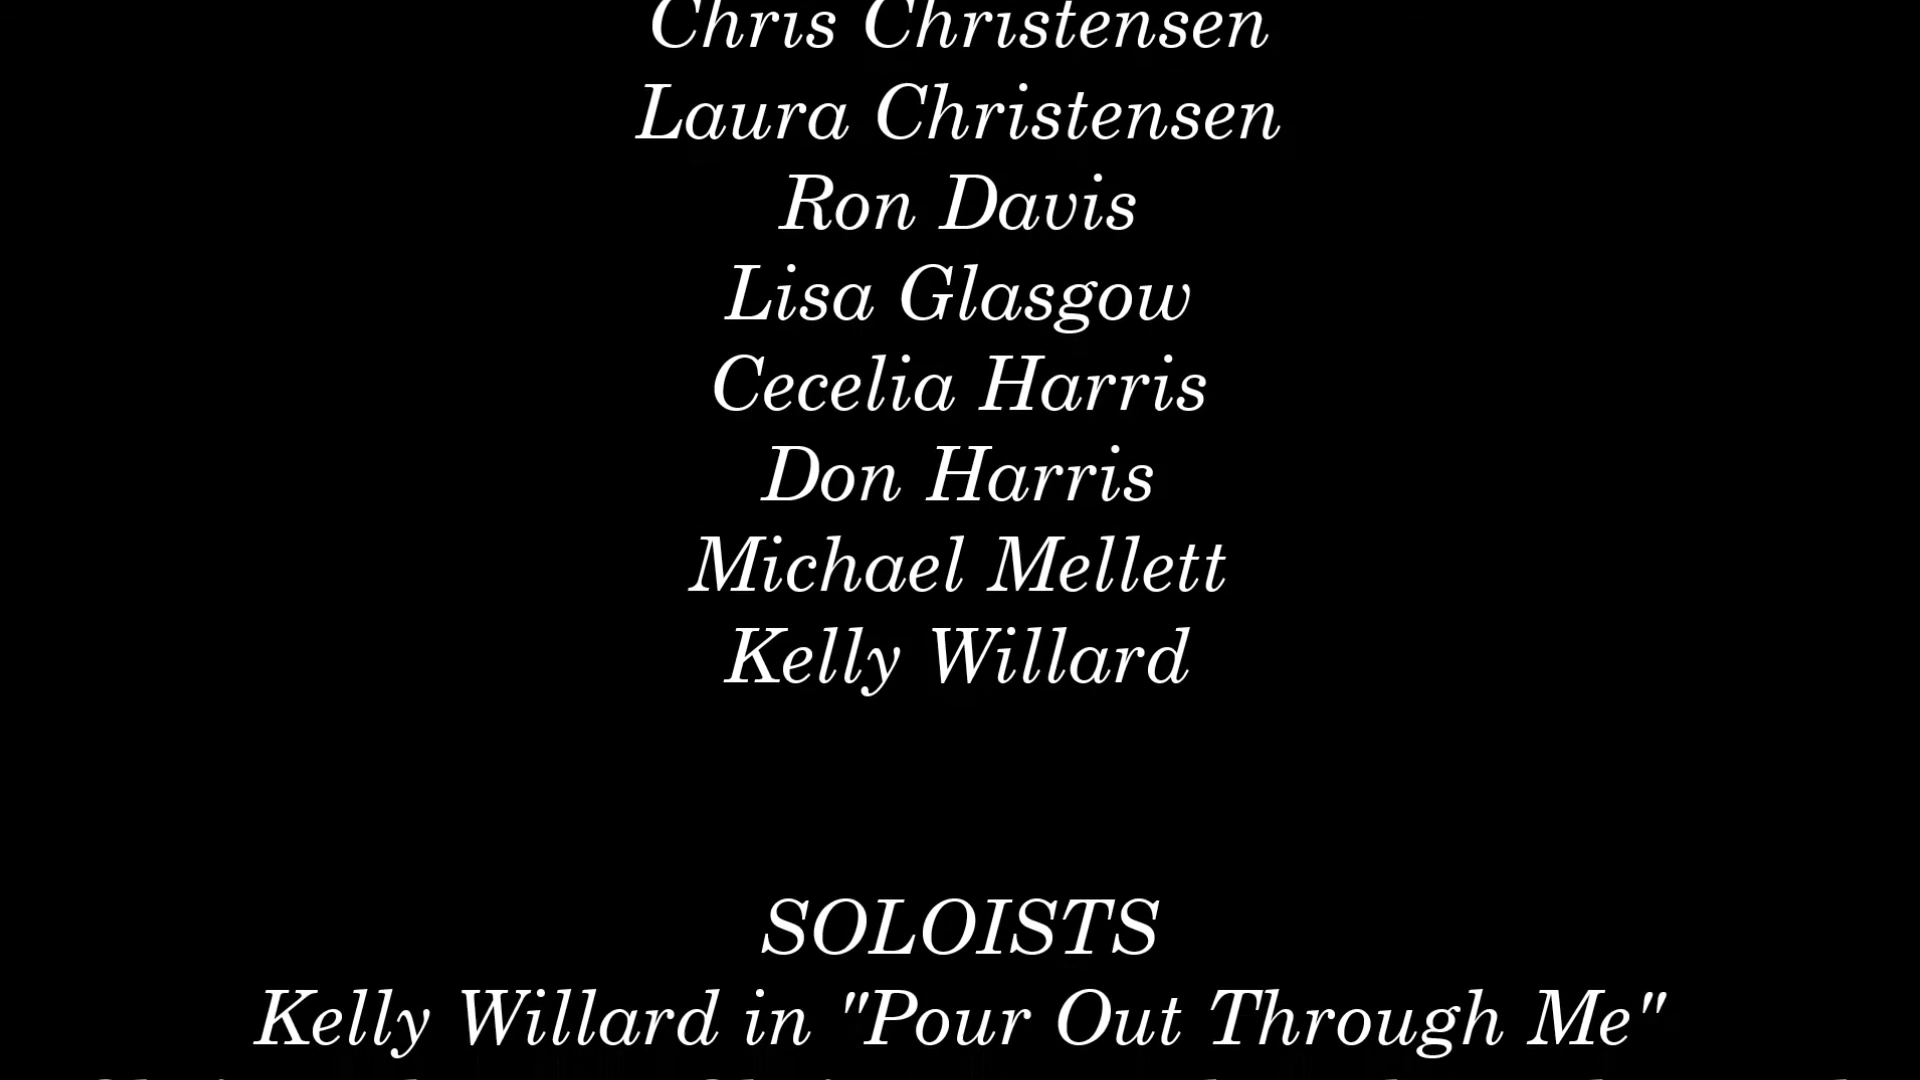 Chris Christensen
Laura Christensen
Ron Davis
Lisa Glasgow
Cecelia Harris
Don Harris
Michael Mellett
Kelly Willard
SOLOISTS
Kelly Willard in "Pour Out Through Me"